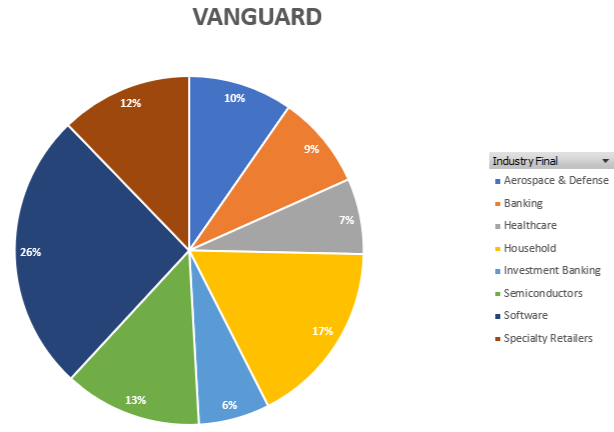 VANGUARD
12%
10%
9%
7%
26%
17%
13%
6%
Industry Final
Aerospace & Defense
Banking
Healthcare
Household
Investment Banking
Semiconductors
Software
Specialty Retailers